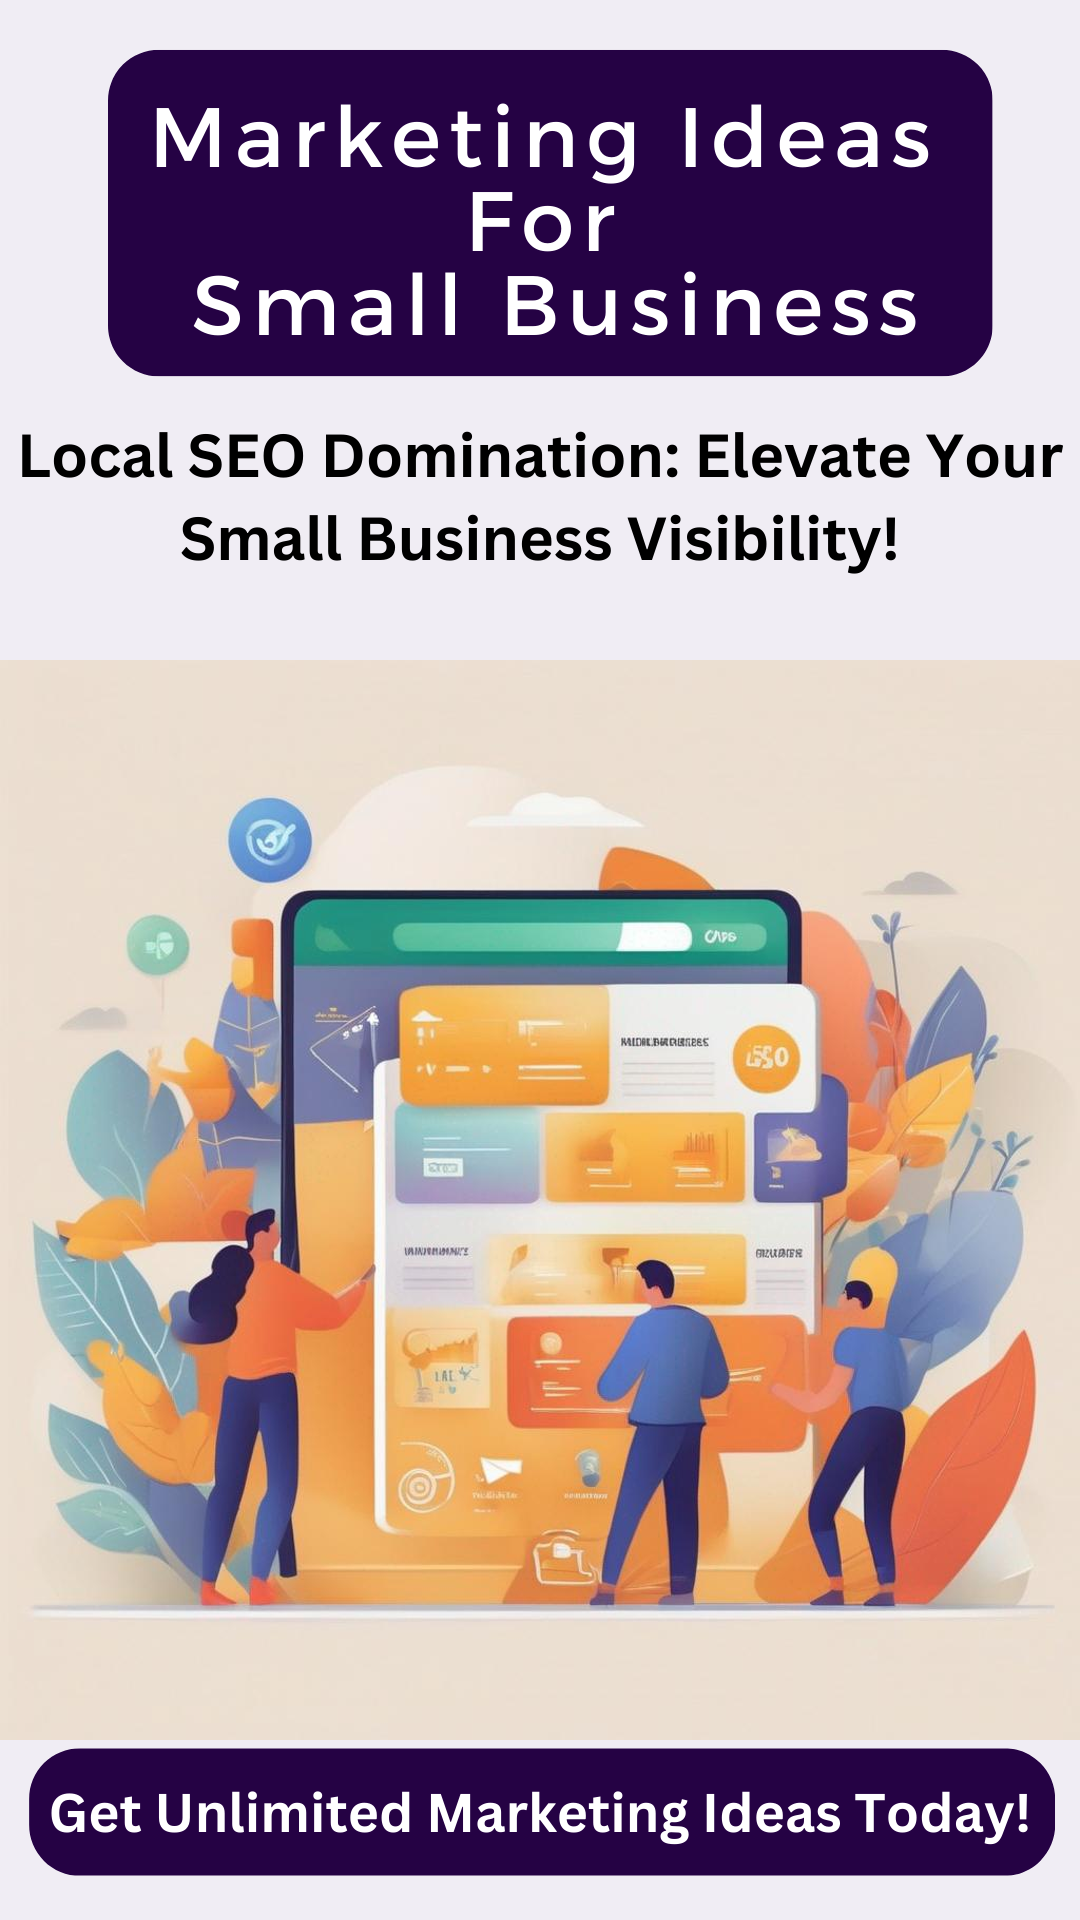 Marketing Ideas
For
Small Business
Local SEO Domination: Elevate Your
Small Business Visibility!
Get Unlimited Marketing Ideas Today!